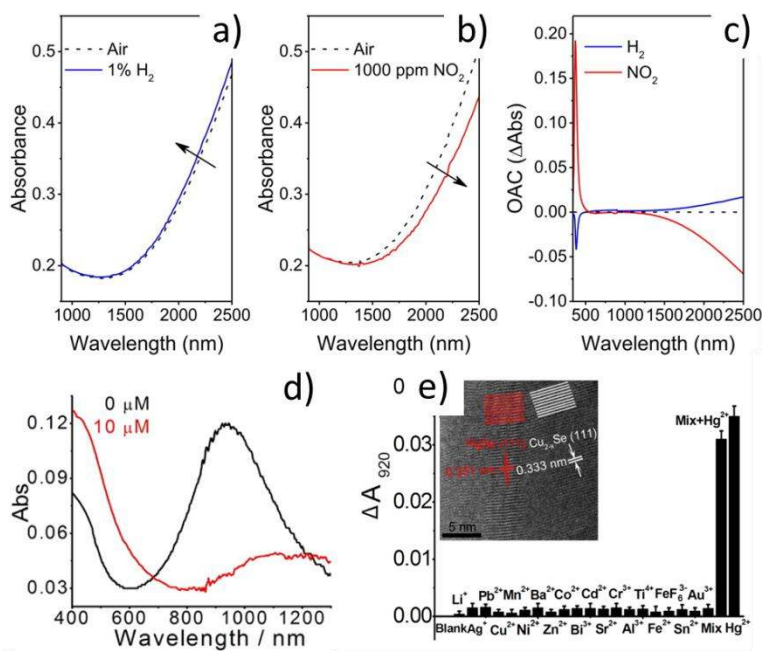 a)
Air
1% H₂
Absorbance
0.5
0.4
0.3
0.2
1000 1500 2000 2500
Wavelength (nm)
b)
Air
1000 ppm NO₂
Absorbance
0.5
0.4
0.3
0.2
1000 1500 2000 2500
Wavelength (nm)
c)
H₂
NO₂
OAC (ΔAbs)
0.20
0.15
0.10
0.05
0.00
-0.05
-0.10
500 1000 1500 2000 2500
Wavelength (nm)
d)
0 μM
10 μM
Abs
0.12
0.09
0.06
0.03
400 600 800 1000 1200
Wavelength / nm
e)
0
ΔA 920
0.03
0.02
0.01
0.00
Cu₂₋ₓSe (111)
0.333 nm
5 nm
Mix+Hg²⁺
Li⁺ Pb²⁺ Mn²⁺ Ba²⁺ Co²⁺ Cd²⁺ Cr³⁺ Ti⁴⁺ FeF₆³⁻ Au³⁺
Blank Ag⁺ Cu²⁺ Ni²⁺ Zn²⁺ Bi³⁺ Sr²⁺ Al³⁺ Fe²⁺ Sn²⁺ Mix Hg²⁺